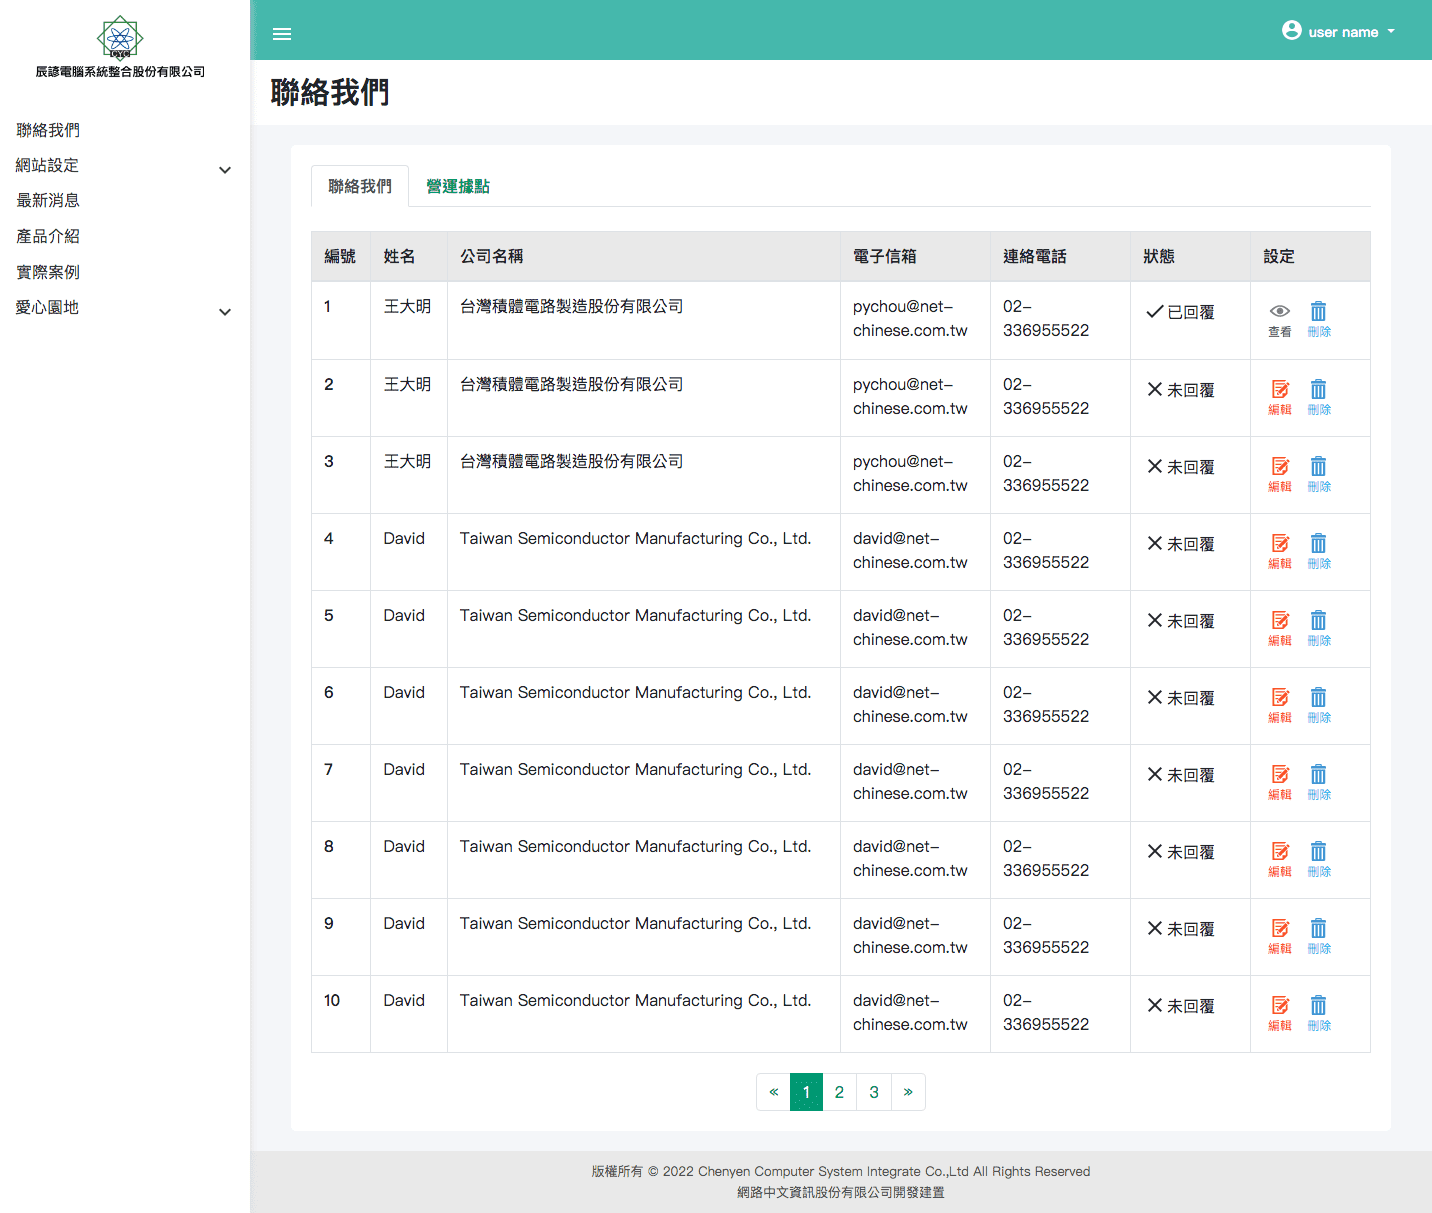 CYC
辰諺電腦系統整合股份有限公司
user name
聯絡我們
網站設定
最新消息
產品介紹
實際案例
愛心園地
聯絡我們
聯絡我們 營運據點
編號 姓名 公司名稱 電子信箱 連絡電話 狀態 設定
1 王大明 台灣積體電路製造股份有限公司 pychou@net- 02- 已回覆
chinese.com.tw 336955522 查看 刪除
2 王大明 台灣積體電路製造股份有限公司 pychou@net- 02- 未回覆
chinese.com.tw 336955522 編輯 刪除
3 王大明 台灣積體電路製造股份有限公司 pychou@net- 02- 未回覆
chinese.com.tw 336955522 編輯 刪除
4 David Taiwan Semiconductor Manufacturing Co., Ltd. david@net- 02- 未回覆
chinese.com.tw 336955522 編輯 刪除
5 David Taiwan Semiconductor Manufacturing Co., Ltd. david@net- 02- 未回覆
chinese.com.tw 336955522 編輯 刪除
6 David Taiwan Semiconductor Manufacturing Co., Ltd. david@net- 02- 未回覆
chinese.com.tw 336955522 編輯 刪除
7 David Taiwan Semiconductor Manufacturing Co., Ltd. david@net- 02- 未回覆
chinese.com.tw 336955522 編輯 刪除
8 David Taiwan Semiconductor Manufacturing Co., Ltd. david@net- 02- 未回覆
chinese.com.tw 336955522 編輯 刪除
9 David Taiwan Semiconductor Manufacturing Co., Ltd. david@net- 02- 未回覆
chinese.com.tw 336955522 編輯 刪除
10 David Taiwan Semiconductor Manufacturing Co., Ltd. david@net- 02- 未回覆
chinese.com.tw 336955522 編輯 刪除
« 1 2 3 »
版權所有 © 2022 Chenyen Computer System Integrate Co.,Ltd All Rights Reserved
網路中文資訊股份有限公司開發建置